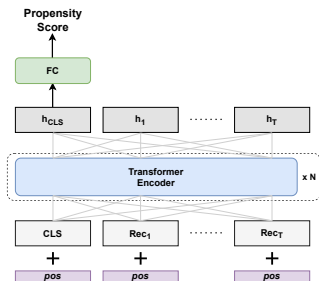 Propensity
Score
FC
hCLS h1 ······· hT
Transformer
Encoder
x N
CLS Rec1 ······· RecT
+ + +
pos pos pos